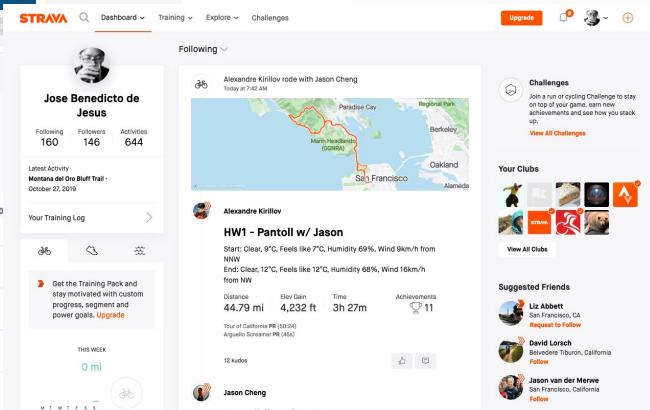 STRAVA
Dashboard
Training
Explore
Challenges
Upgrade
Following
Jose Benedicto de
Jesus
Following
Followers
Activities
160
146
644
Latest Activity
Montana del Oro Bluff Trail ·
October 27, 2019
Your Training Log
Get the Training Pack and
stay motivated with custom
progress, segment and
power goals. Upgrade
THIS WEEK
0 mi
M T W T F S S
Alexandre Kirillov rode with Jason Cheng
Today at 7:42 AM
Paradise Cay
Regional Park
Berkeley
Marin Headlands
(GGNRA)
Oakland
San Francisco
Alameda
Alexandre Kirillov
HW1 - Pantoll w/ Jason
Start: Clear, 9°C, Feels like 7°C, Humidity 69%, Wind 9km/h from
NNW
End: Clear, 12°C, Feels like 12°C, Humidity 68%, Wind 16km/h
from NW
Distance
Elev Gain
Time
Achievements
44.79 mi
4,232 ft
3h 27m
11
Tour of California PR (50:24)
Arguello Screamer PR (46s)
12 kudos
Jason Cheng
Challenges
Join a run or cycling Challenge to stay
on top of your game, earn new
achievements and see how you stack
up.
View All Challenges
Your Clubs
STRAVA
View All Clubs
Suggested Friends
Liz Abbett
San Francisco, CA
Request to Follow
David Lorsch
Belvedere Tiburon, California
Follow
Jason van der Merwe
San Francisco, California
Follow